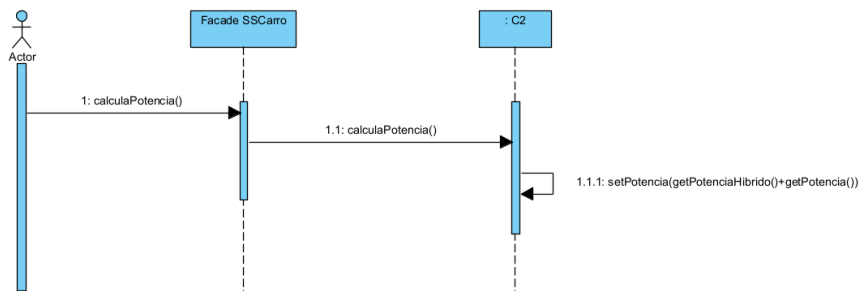 Facade SSCarro
: C2
Actor
1: calculaPotencia()
1.1: calculaPotencia()
1.1.1: setPotencia(getPotenciaHibrido()+getPotencia())